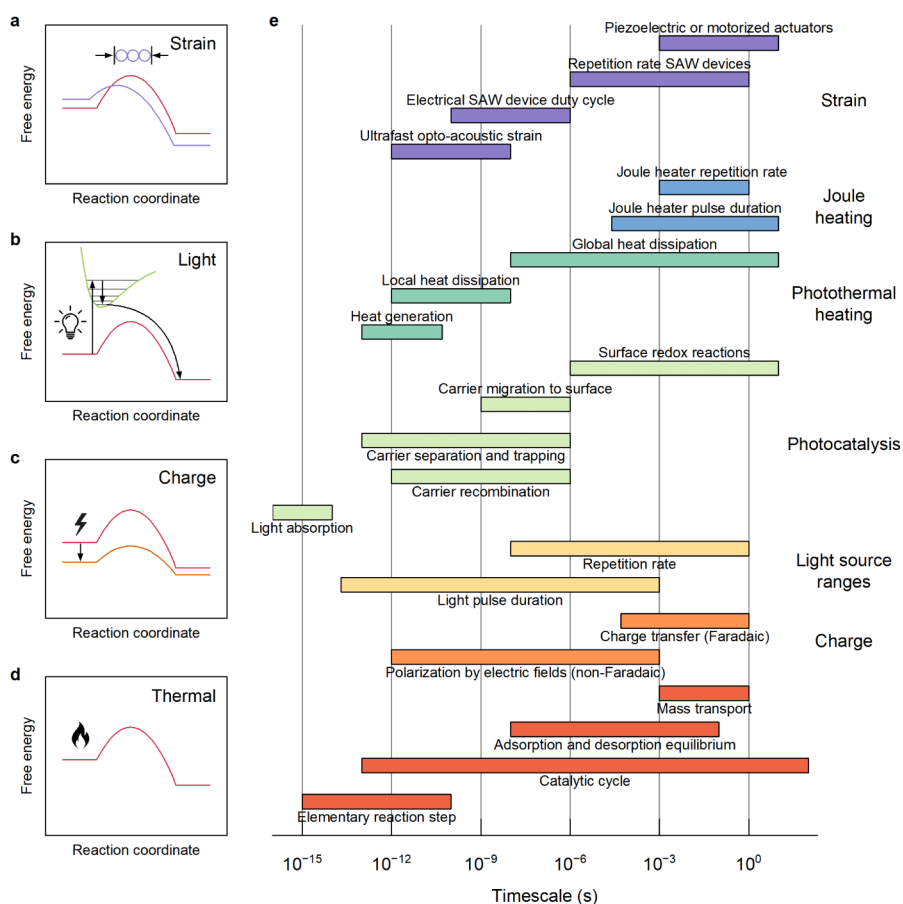 a
Strain
Free energy
Reaction coordinate
b
Light
Free energy
Reaction coordinate
c
Charge
Free energy
Reaction coordinate
d
Thermal
Free energy
Reaction coordinate
e
Piezoelectric or motorized actuators
Repetition rate SAW devices
Strain
Electrical SAW device duty cycle
Ultrafast opto-acoustic strain
Joule heater repetition rate
Joule
heating
Joule heater pulse duration
Global heat dissipation
Local heat dissipation
Photothermal
heating
Heat generation
Surface redox reactions
Carrier migration to surface
Photocatalysis
Carrier separation and trapping
Carrier recombination
Light absorption
Repetition rate
Light source
ranges
Light pulse duration
Charge transfer (Faradaic)
Charge
Polarization by electric fields (non-Faradaic)
Mass transport
Adsorption and desorption equilibrium
Catalytic cycle
Elementary reaction step
10⁻¹⁵ 10⁻¹² 10⁻⁹ 10⁻⁶ 10⁻³ 10⁰
Timescale (s)